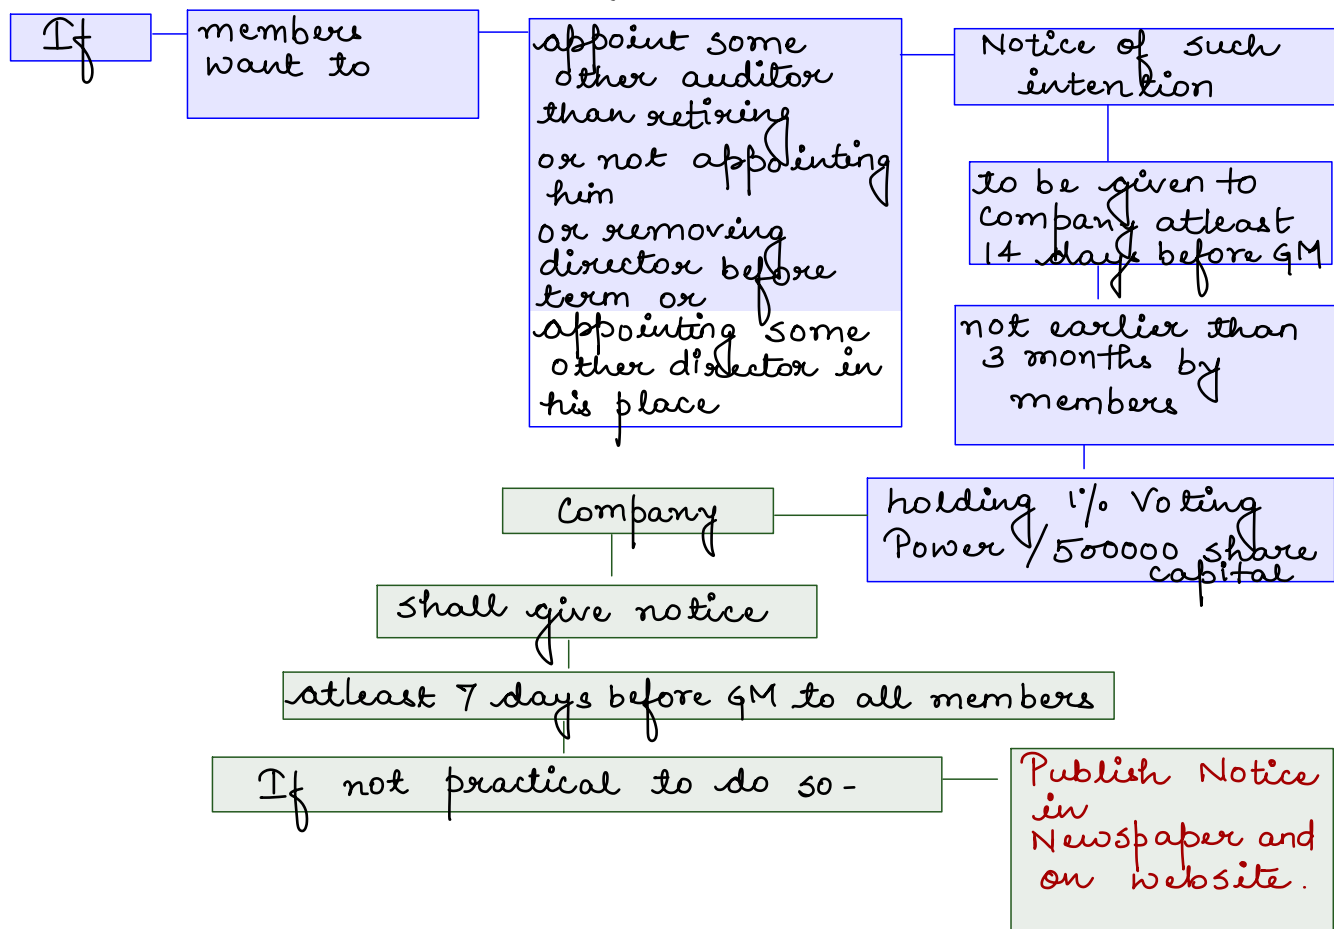 If
members
want to
appoint some
other auditor
than retiring
or not appointing
him
or removing
director before
term or
appointing some
other director in
his place
Notice of such
intention
to be given to
company atleast
14 days before GM
not earlier than
3 months by
members
holding 1% Voting
Power /500000 share
capital
Company
shall give notice
atleast 7 days before GM to all members
If not practical to do so-
Publish Notice
in
Newspaper and
on website.